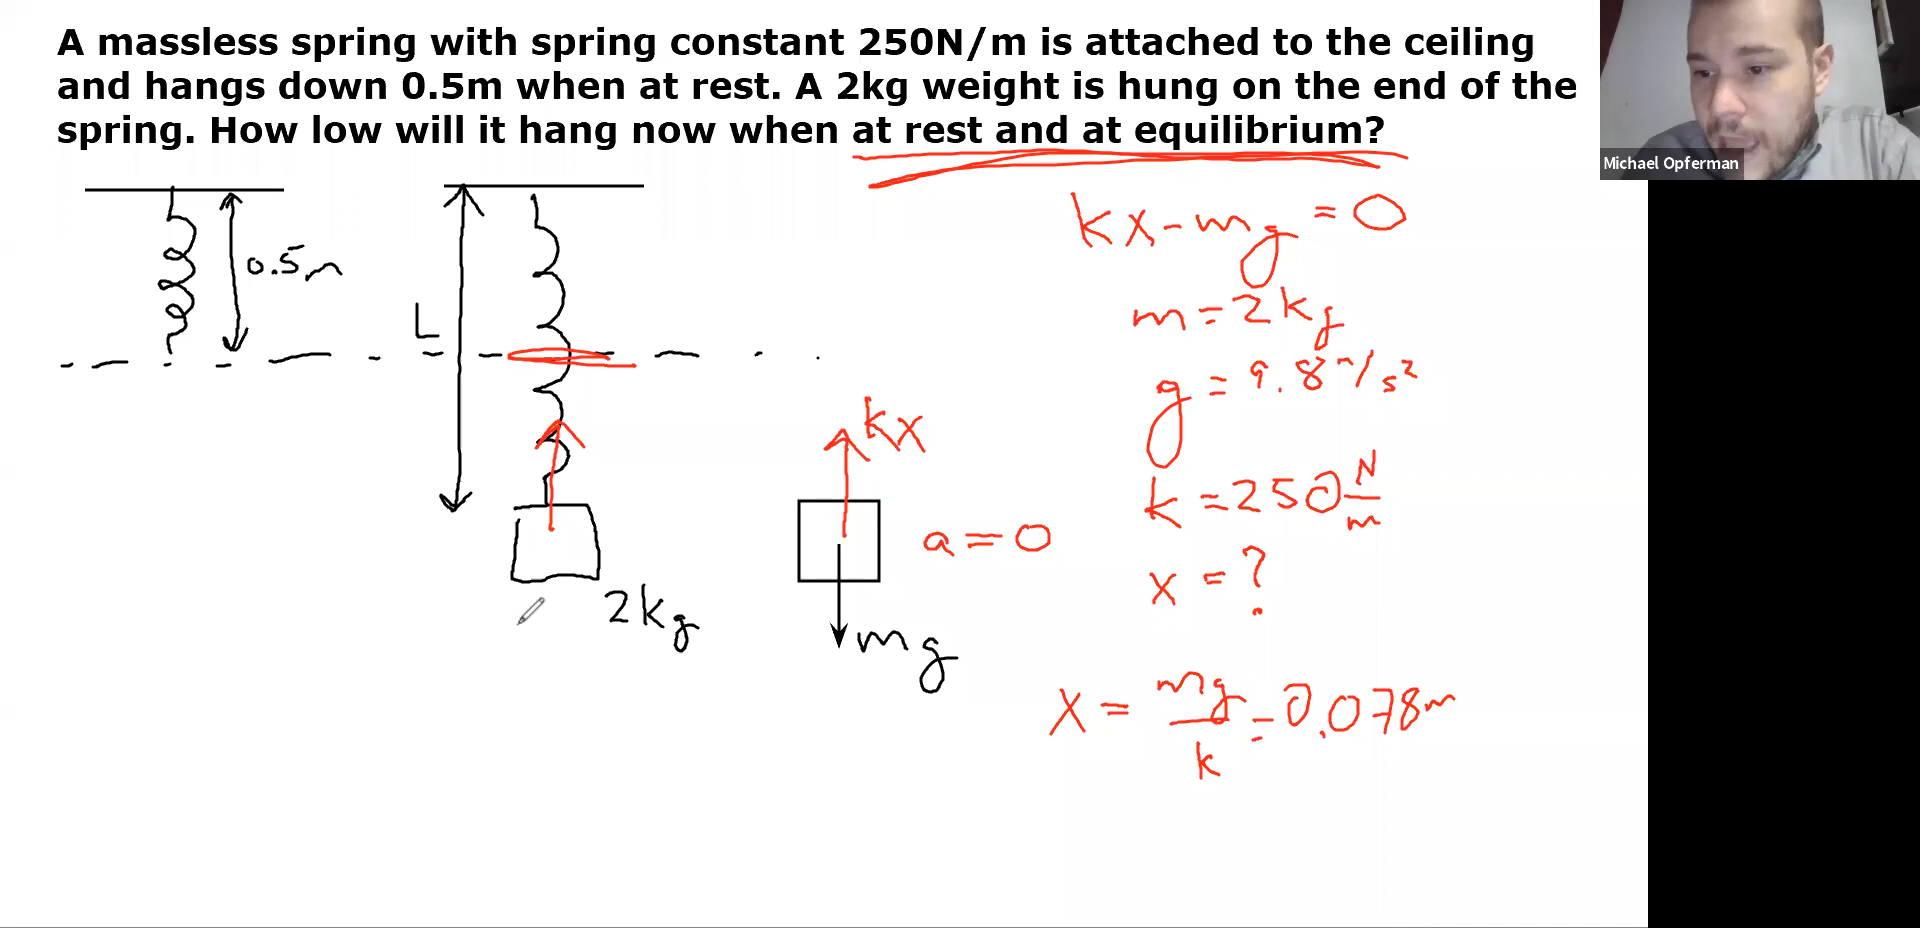 A massless spring with spring constant 250N/m is attached to the ceiling
and hangs down 0.5m when at rest. A 2kg weight is hung on the end of the
spring. How low will it hang now when at rest and at equilibrium?
Michael Opferman
0.5m
L
2kg
kx
a = 0
mg
kx - mg = 0
m = 2kg
g = 9.8 m/s²
k = 250 N/m
x = ?
x = mg/k = 0.078m